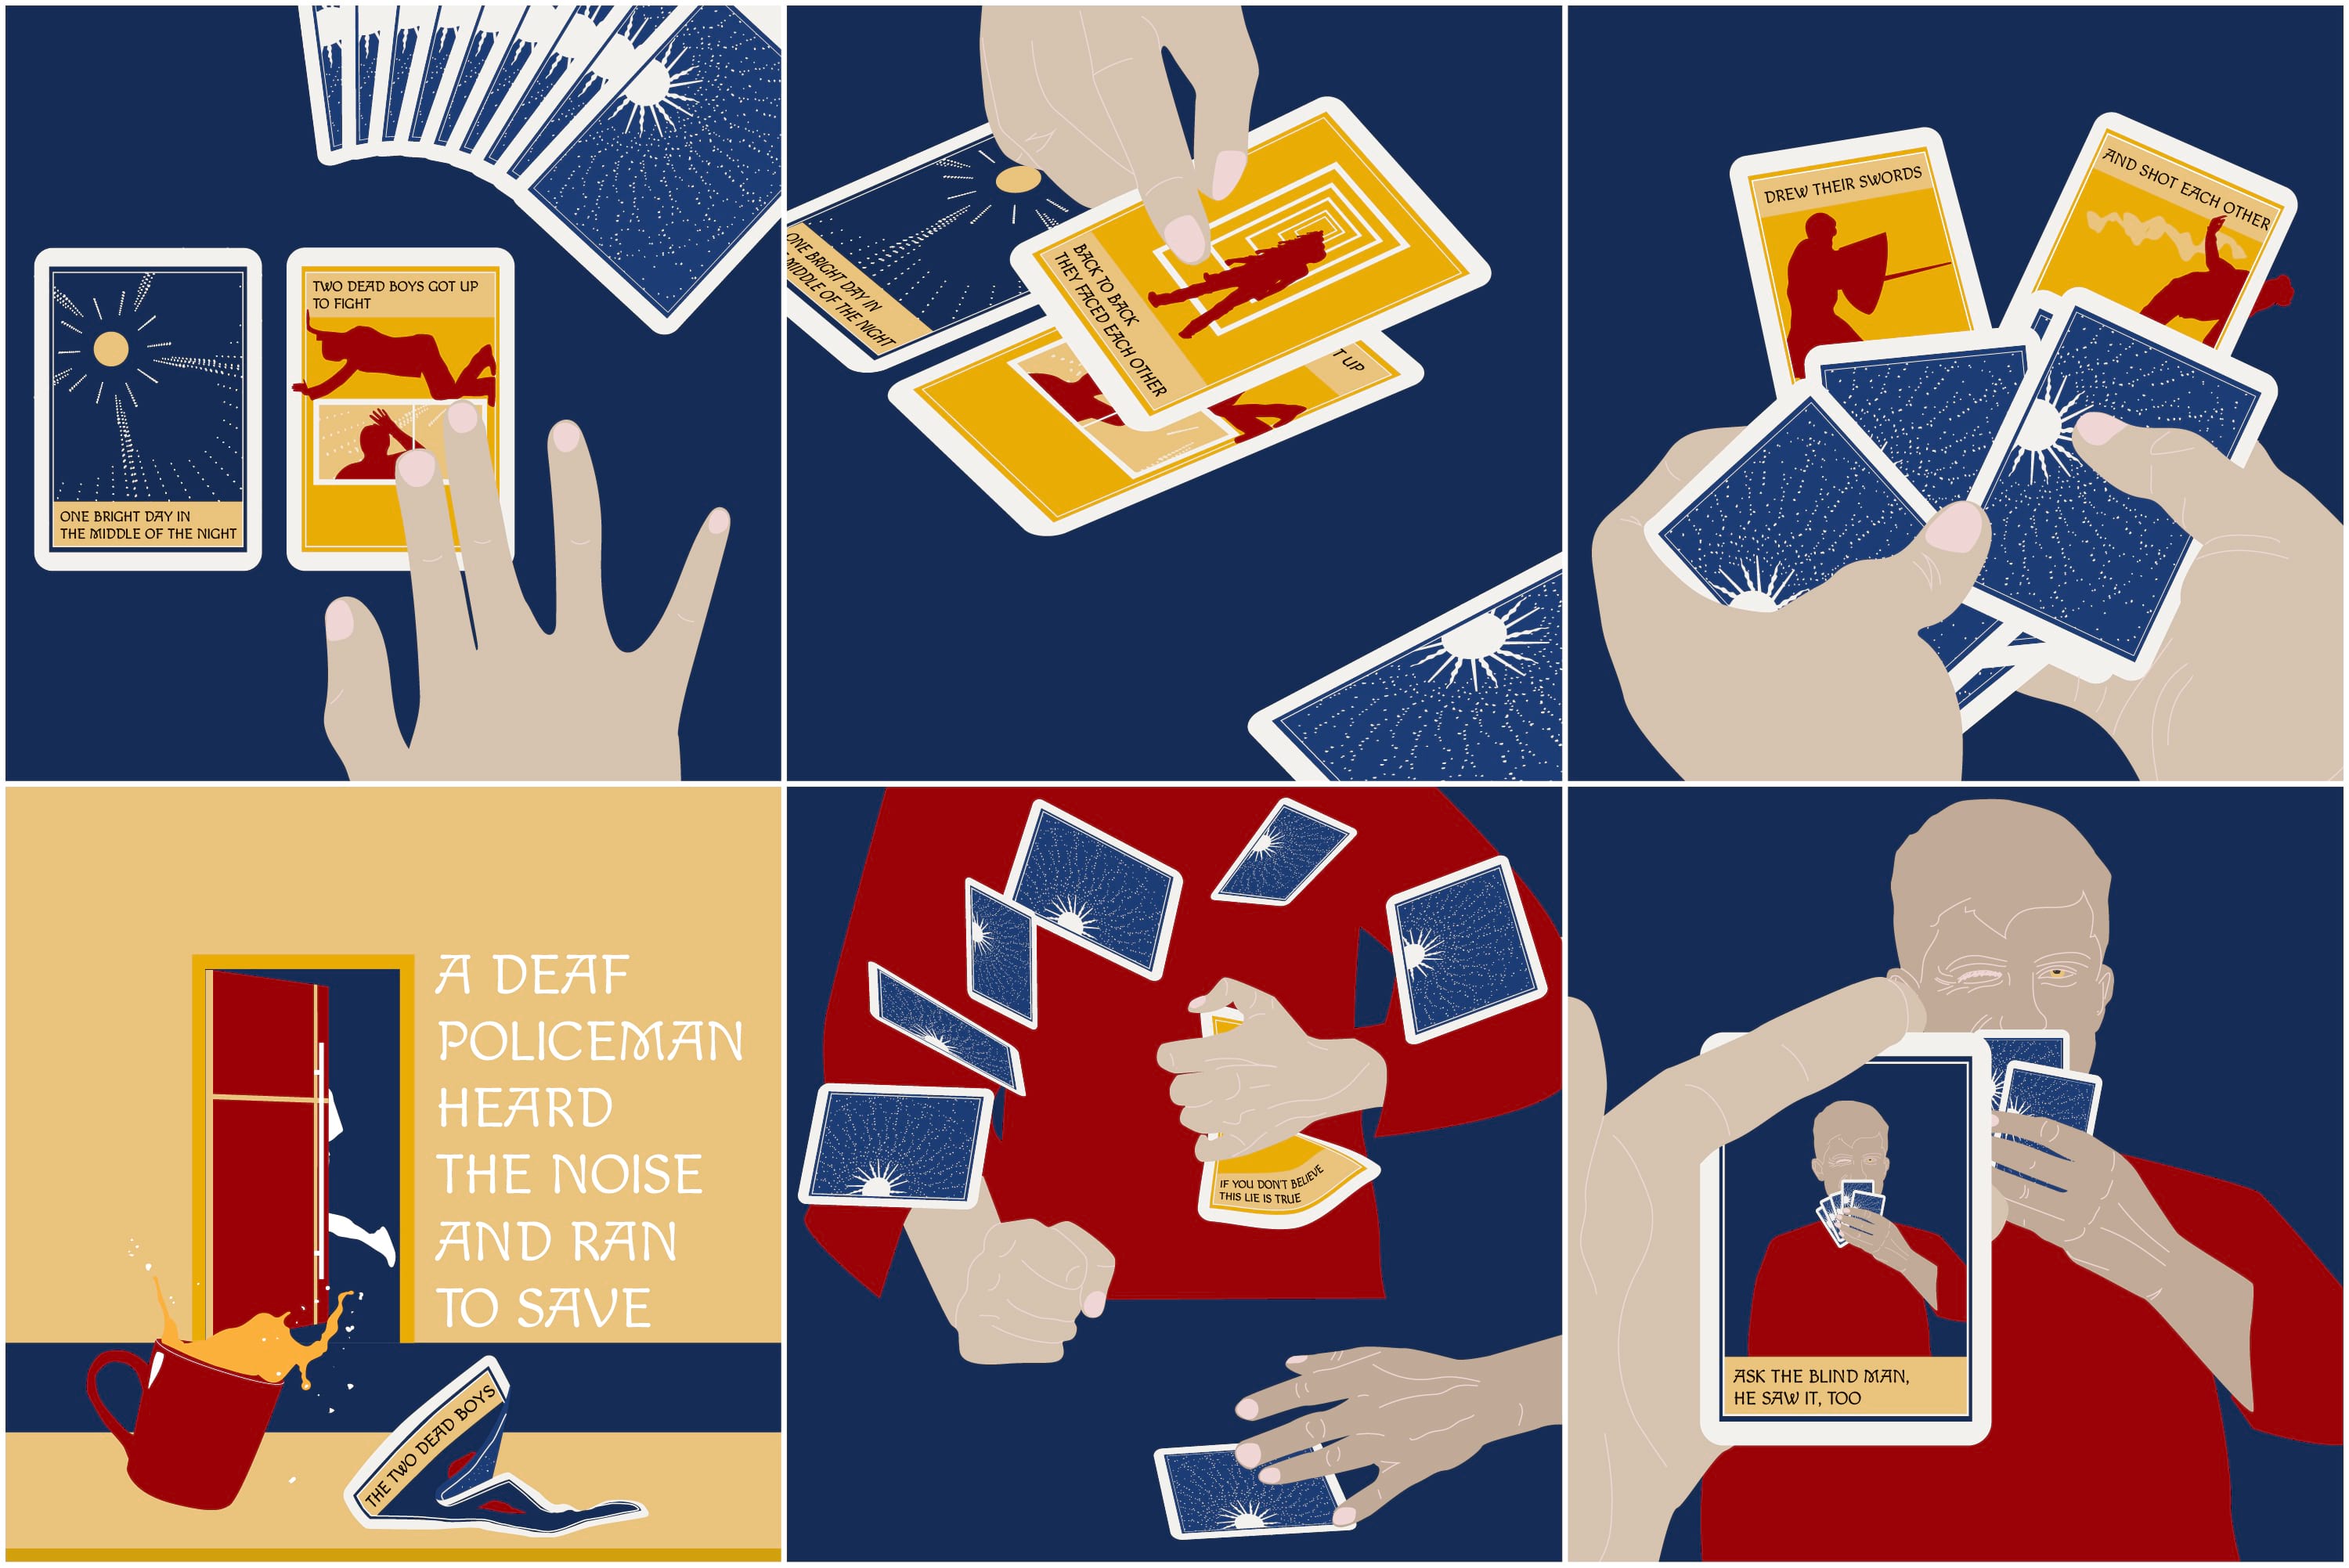 ONE BRIGHT DAY IN
THE MIDDLE OF THE NIGHT
TWO DEAD BOYS GOT UP
TO FIGHT
ONE BRIGHT DAY IN
MIDDLE OF THE NIGHT
BACK TO BACK
THEY FACED EACH OTHER
T UP
DREW THEIR SWORDS
AND SHOT EACH OTHER
A DEAF
POLICEMAN
HEARD
THE NOISE
AND RAN
TO SAVE
THE TWO DEAD BOYS
IF YOU DON'T BELIEVE
THIS LIE IS TRUE
ASK THE BLIND MAN,
HE SAW IT, TOO